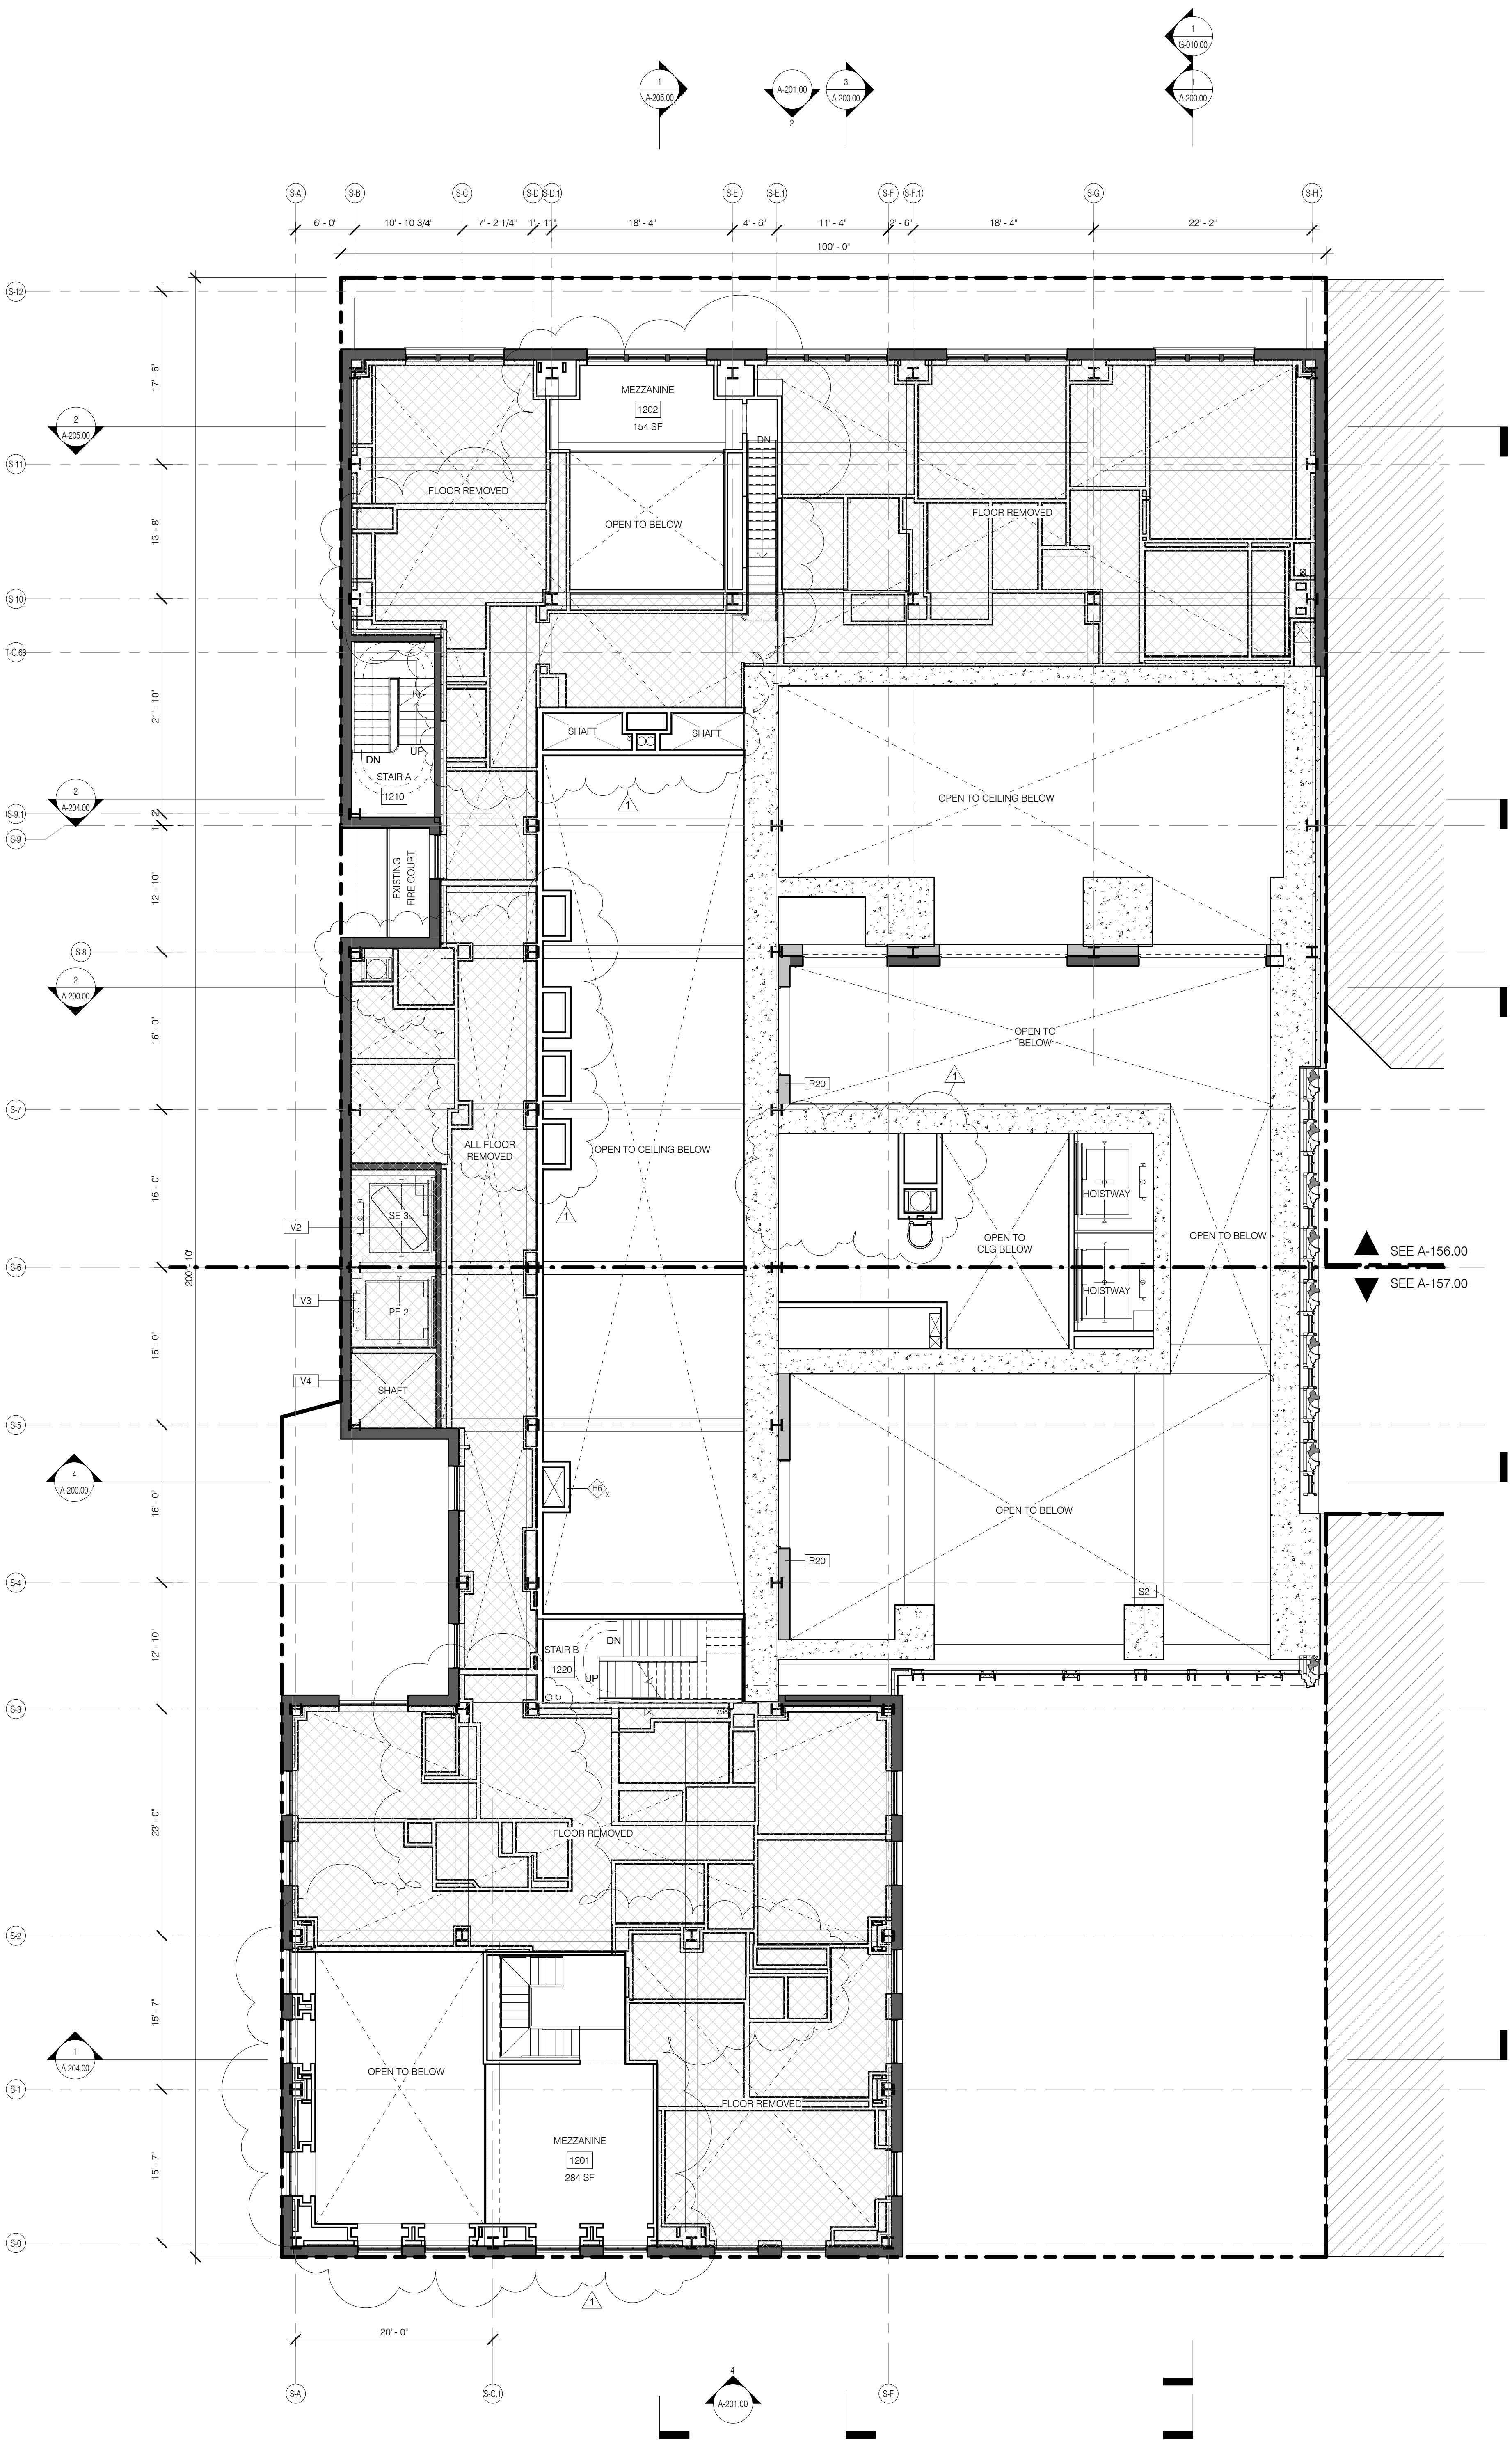 1
G-010.00
1
A-205.00
A-201.00
2
3
A-200.00
1
A-200.00
S-A
S-B
S-C
S-D
S-D.1
S-E
S-E.1
S-F
S-F.1
S-G
S-H
6' - 0"
10' - 10 3/4"
7' - 2 1/4"
1' - 11"
18' - 4"
4' - 6"
11' - 4"
2' - 6"
18' - 4"
22' - 2"
100' - 0"
S-12
17' - 6"
MEZZANINE
1202
154 SF
2
A-205.00
DN
S-11
FLOOR REMOVED
OPEN TO BELOW
FLOOR REMOVED
13' - 8"
S-10
T-C.68
21' - 10"
SHAFT
SHAFT
UP
DN
STAIR A
1210
2
A-204.00
1
OPEN TO CEILING BELOW
S-9.1
S-9
EXISTING
FIRE COURT
12' - 10"
S-8
2
A-200.00
16' - 0"
OPEN TO
BELOW
R20
1
S-7
ALL FLOOR
REMOVED
OPEN TO CEILING BELOW
16' - 0"
HOISTWAY
SE 3
V2
1
OPEN TO
CLG BELOW
OPEN TO BELOW
SEE A-156.00
S-6
200' - 10"
SEE A-157.00
HOISTWAY
V3
PE 2
16' - 0"
V4
SHAFT
S-5
4
A-200.00
H6
X
16' - 0"
OPEN TO BELOW
R20
S-4
S2
12' - 10"
DN
STAIR B
1220
UP
S-3
23' - 0"
FLOOR REMOVED
S-2
15' - 7"
1
A-204.00
OPEN TO BELOW
S-1
FLOOR REMOVED
MEZZANINE
1201
284 SF
15' - 7"
S-0
1
20' - 0"
S-A
S-C.1
4
A-201.00
S-F